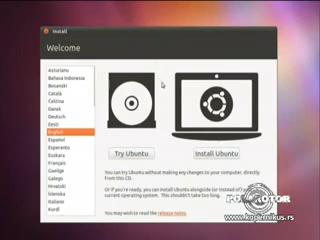 Install
Welcome
Asturianu
Bahasa Indonesia
Bosanski
Català
Čeština
Dansk
Deutsch
Eesti
English
Español
Esperanto
Euskara
Français
Gaeilge
Galego
Hrvatski
Íslenska
Italiano
Kurdî
Try Ubuntu
Install Ubuntu
You can try Ubuntu without making any changes to your computer, directly
from this CD.
Or if you're ready, you can install Ubuntu alongside (or instead of) your
current operating system. This shouldn't take too long.
You may wish to read the release notes.
www.kopernikus.rs